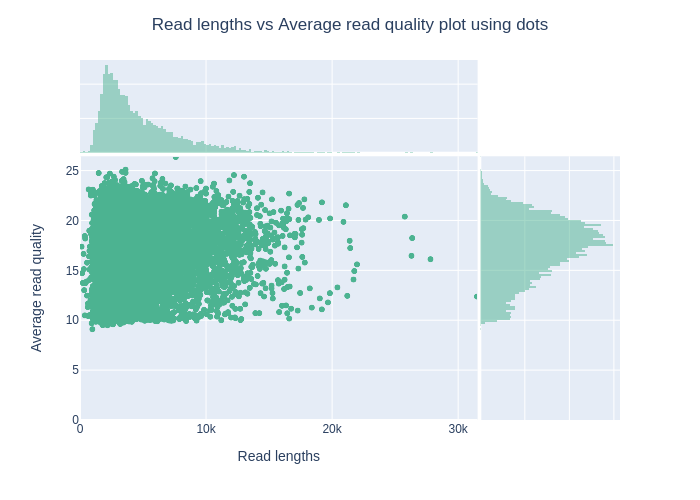 Read lengths vs Average read quality plot using dots
25
20
15
10
5
0
Average read quality
0
10k
20k
30k
Read lengths